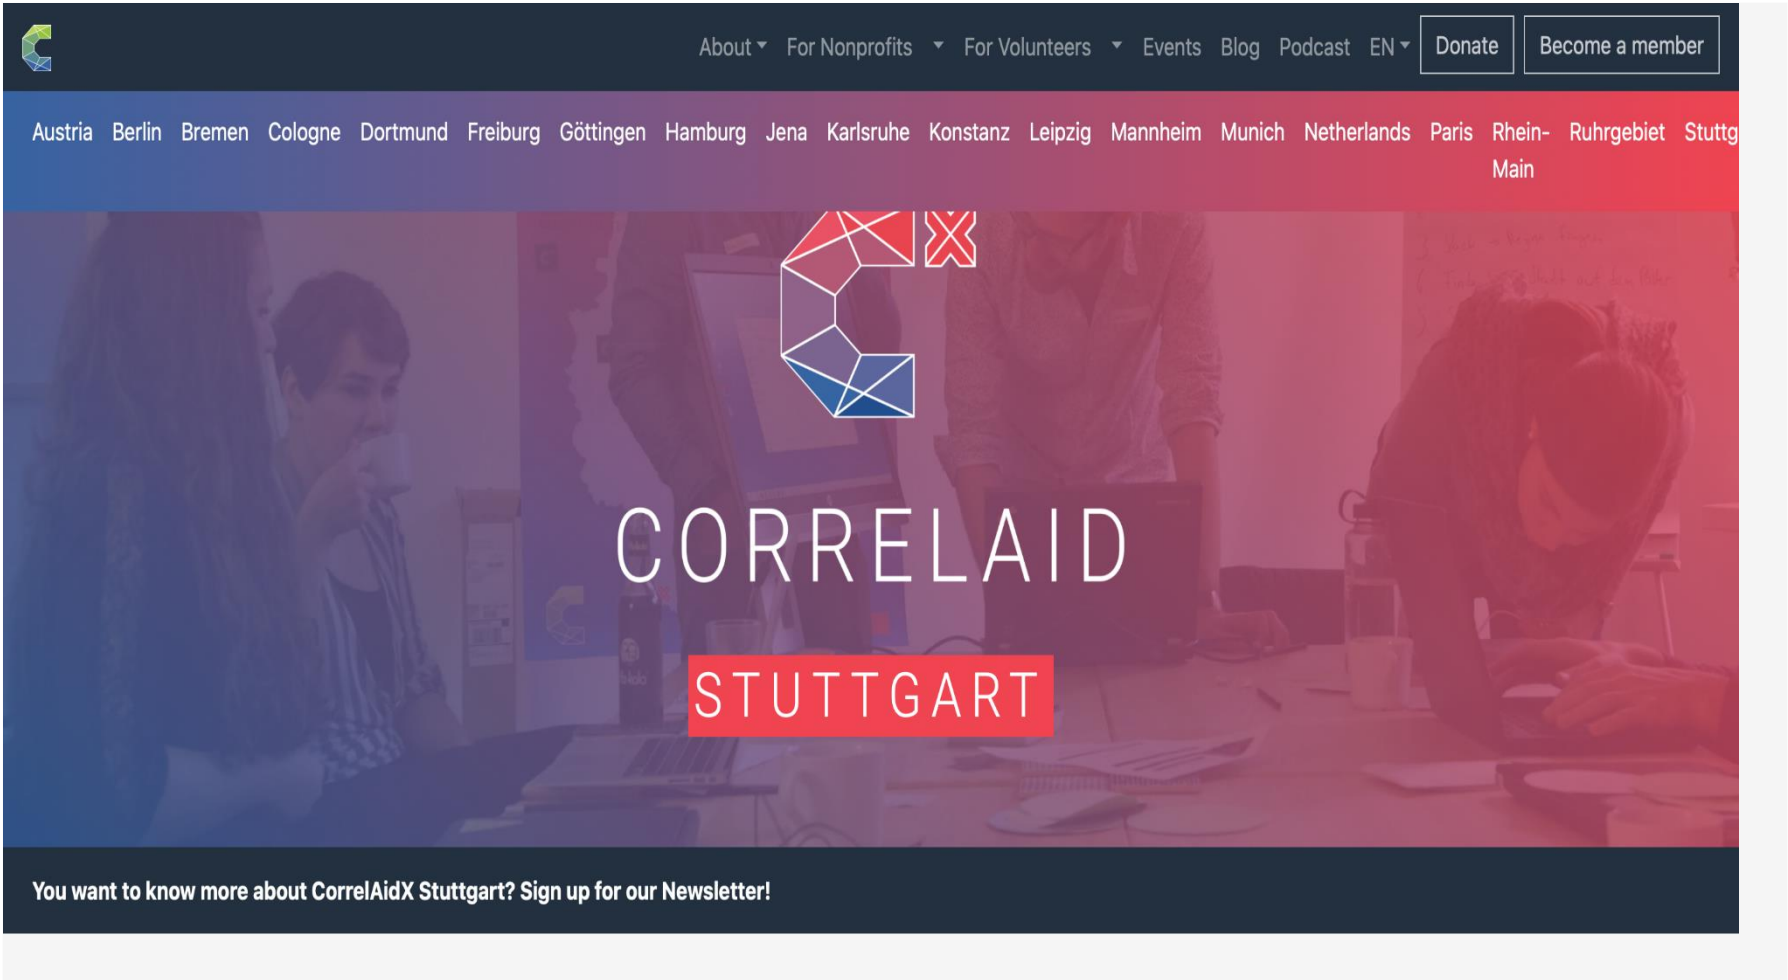 About For Nonprofits For Volunteers Events Blog Podcast EN Donate Become a member
Austria Berlin Bremen Cologne Dortmund Freiburg Göttingen Hamburg Jena Karlsruhe Konstanz Leipzig Mannheim Munich Netherlands Paris Rhein- Ruhrgebiet Stuttg
Main
X
CORRELAID
STUTTGART
You want to know more about CorrelAidX Stuttgart? Sign up for our Newsletter!